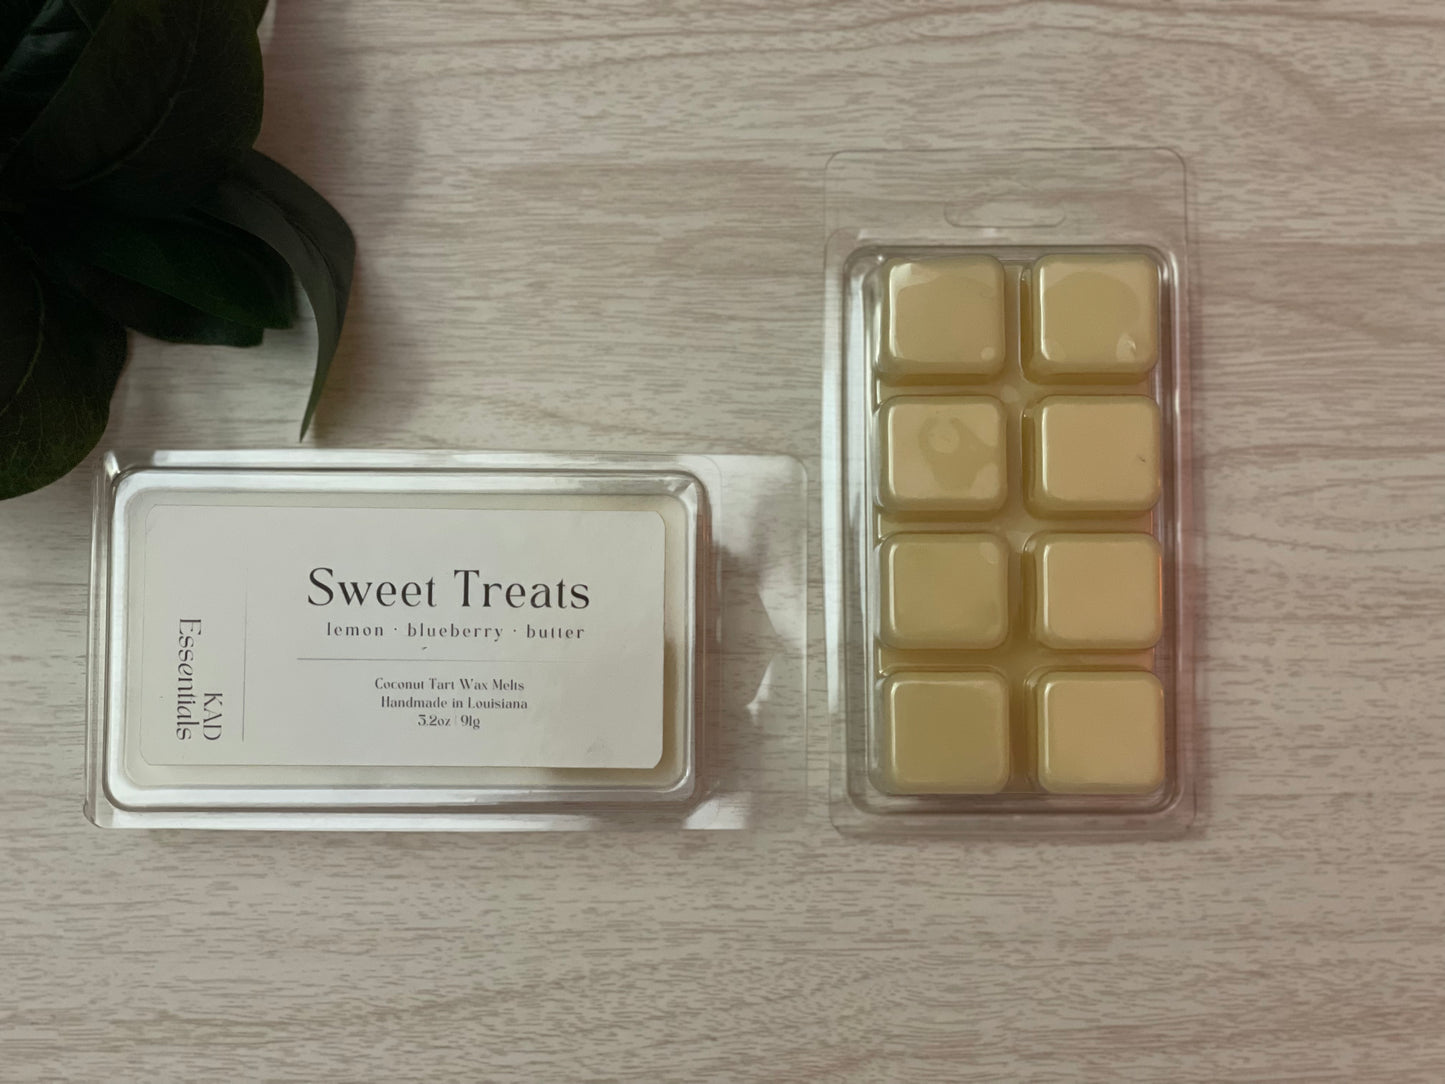 Sweet Treats
lemon · blueberry · butter
Coconut Tart Wax Melts
Handmade in Louisiana
3.2oz | 91g
KAD
Essentials